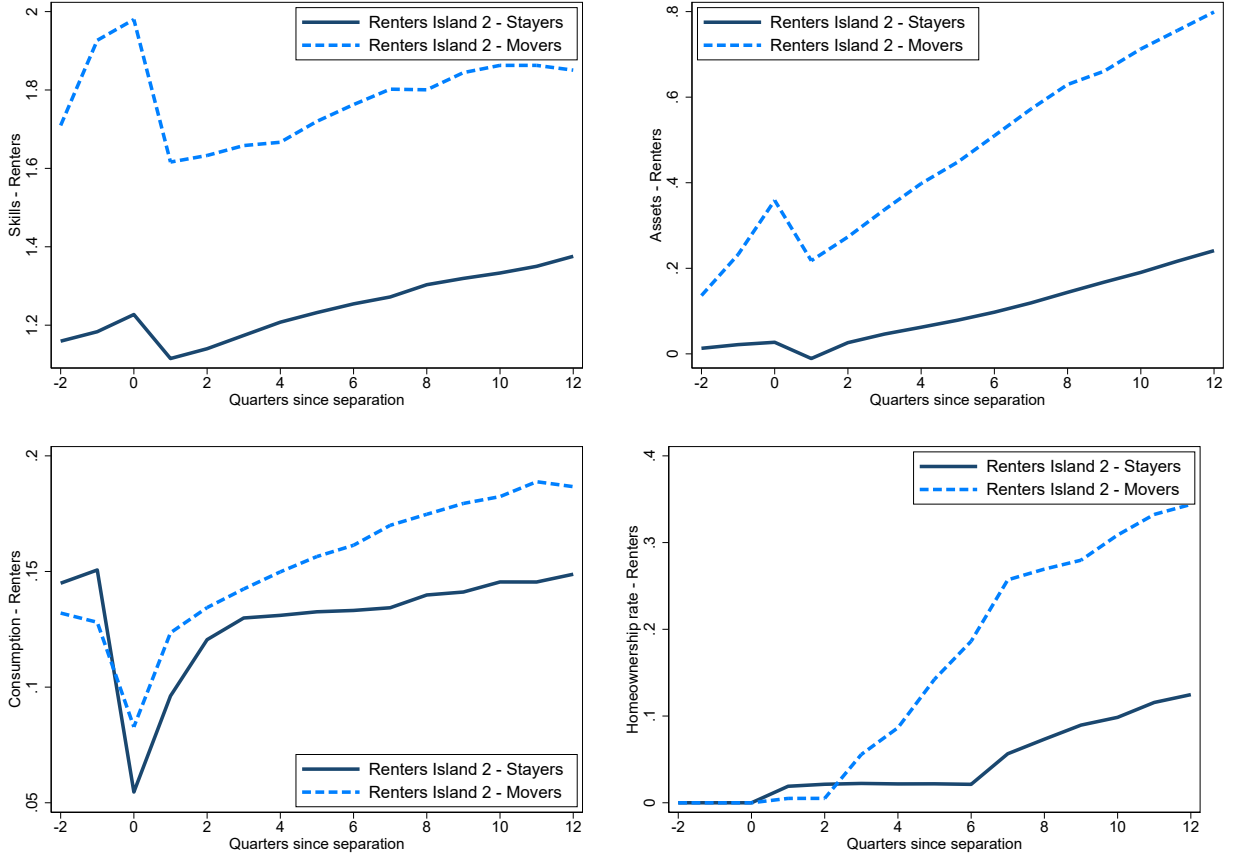 Renters Island 2 - Stayers
Renters Island 2 - Movers
Skills - Renters
2
1.8
1.6
1.4
1.2
-2 0 2 4 6 8 10 12
Quarters since separation
Renters Island 2 - Stayers
Renters Island 2 - Movers
Assets - Renters
.8
.6
.4
.2
0
-2 0 2 4 6 8 10 12
Quarters since separation
Consumption - Renters
.2
.15
.1
.05
Renters Island 2 - Stayers
Renters Island 2 - Movers
-2 0 2 4 6 8 10 12
Quarters since separation
Renters Island 2 - Stayers
Renters Island 2 - Movers
Homeownership rate - Renters
.4
.3
.2
.1
0
-2 0 2 4 6 8 10 12
Quarters since separation